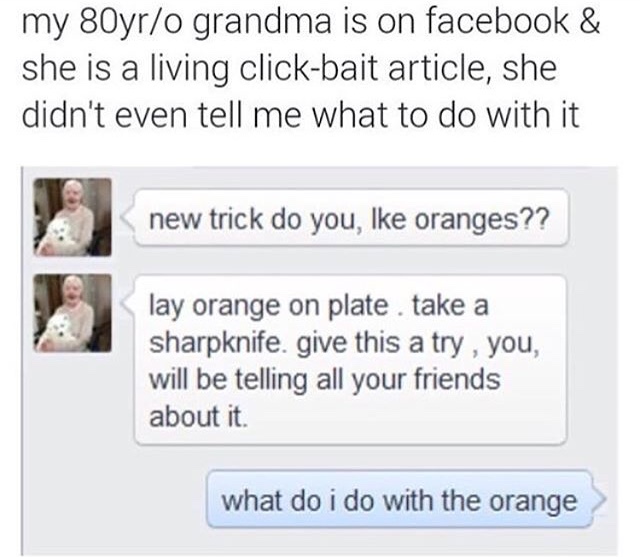 my 80yr/o grandma is on facebook &
she is a living click-bait article, she
didn't even tell me what to do with it
new trick do you, lke oranges??
lay orange on plate . take a
sharpknife. give this a try , you,
will be telling all your friends
about it.
what do i do with the orange